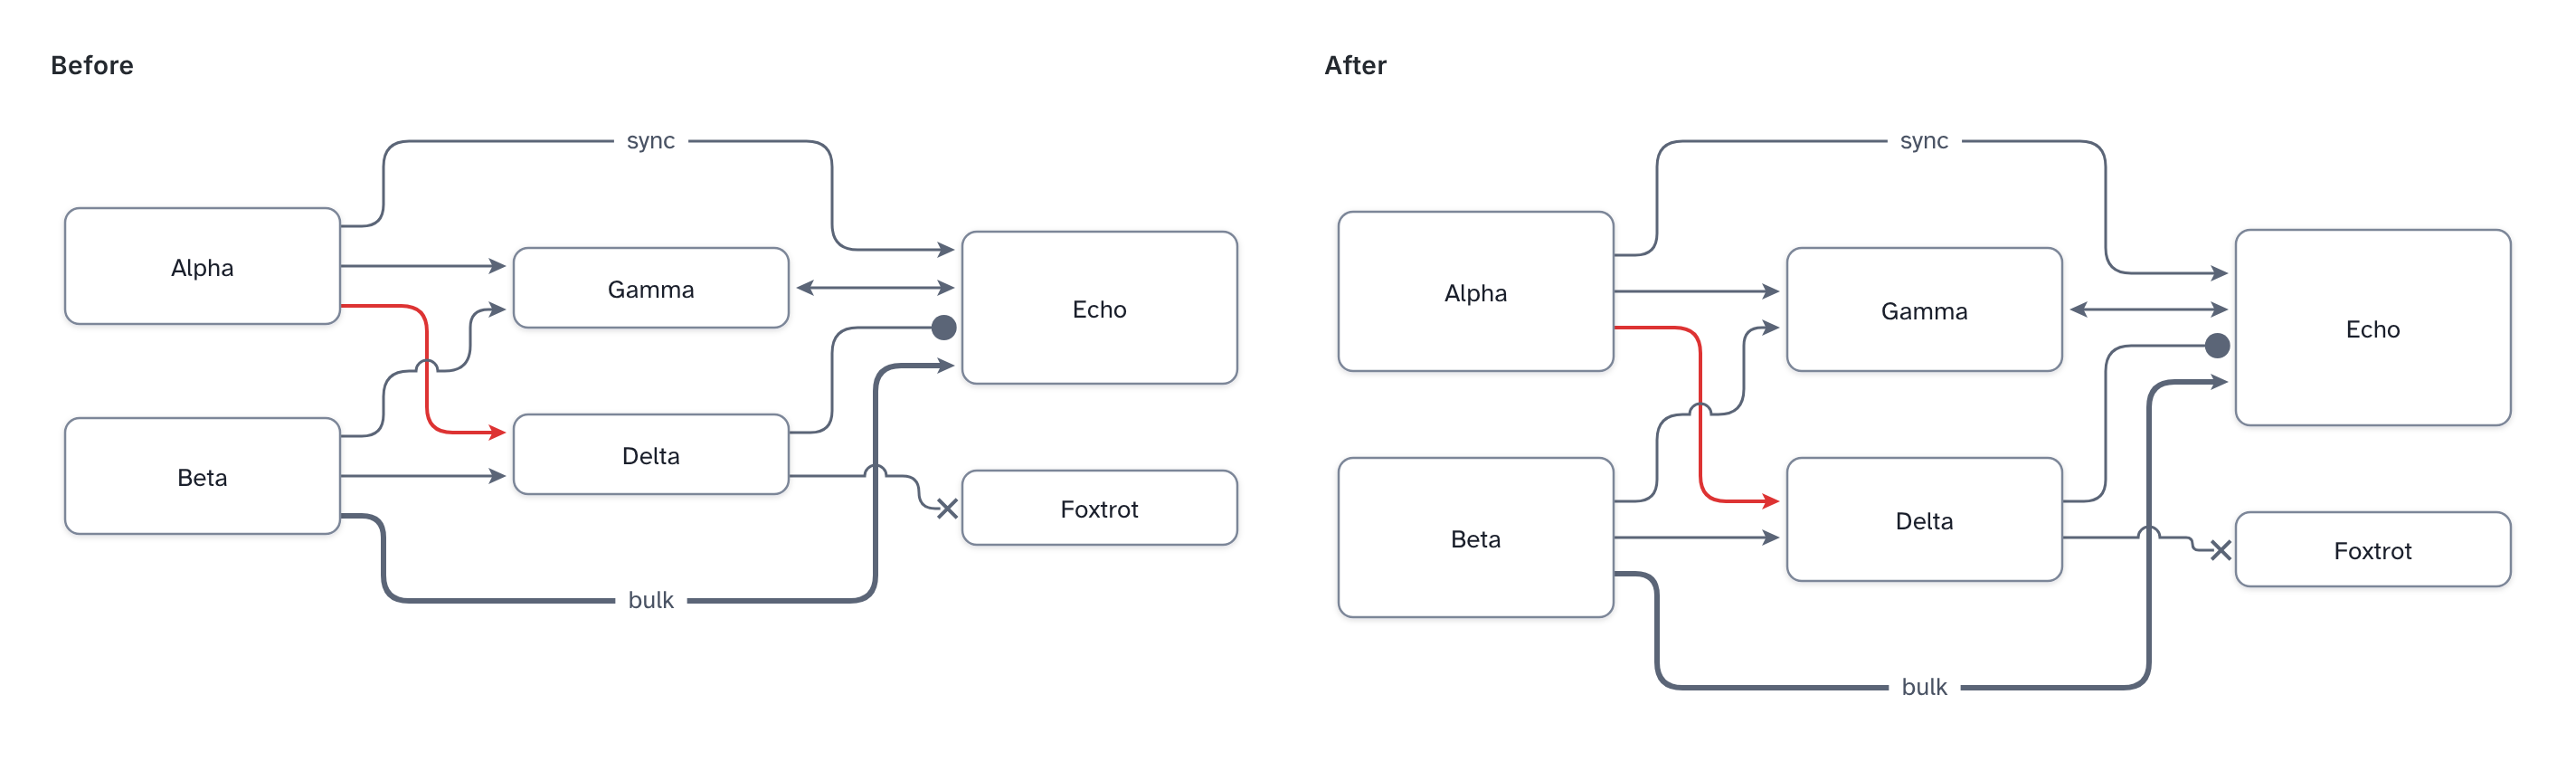 Before
sync
Alpha
Gamma
Echo
Beta
Delta
Foxtrot
bulk
After
sync
Alpha
Gamma
Echo
Beta
Delta
Foxtrot
bulk